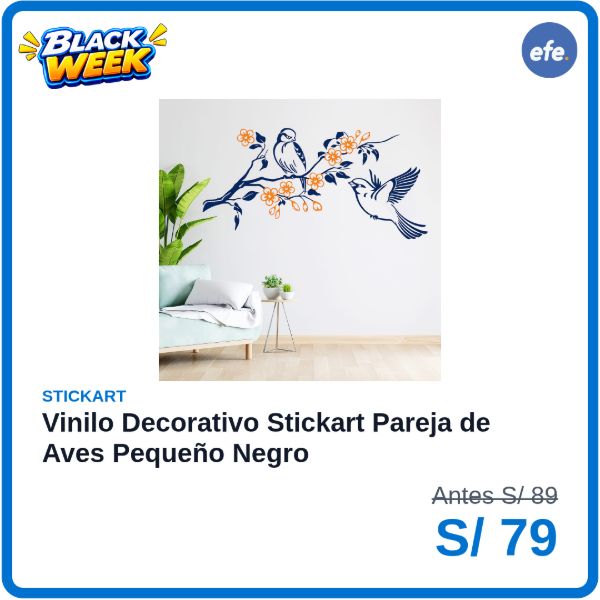 BLACK
WEEK
efe.
STICKART
Vinilo Decorativo Stickart Pareja de
Aves Pequeño Negro
Antes S/ 89
S/ 79